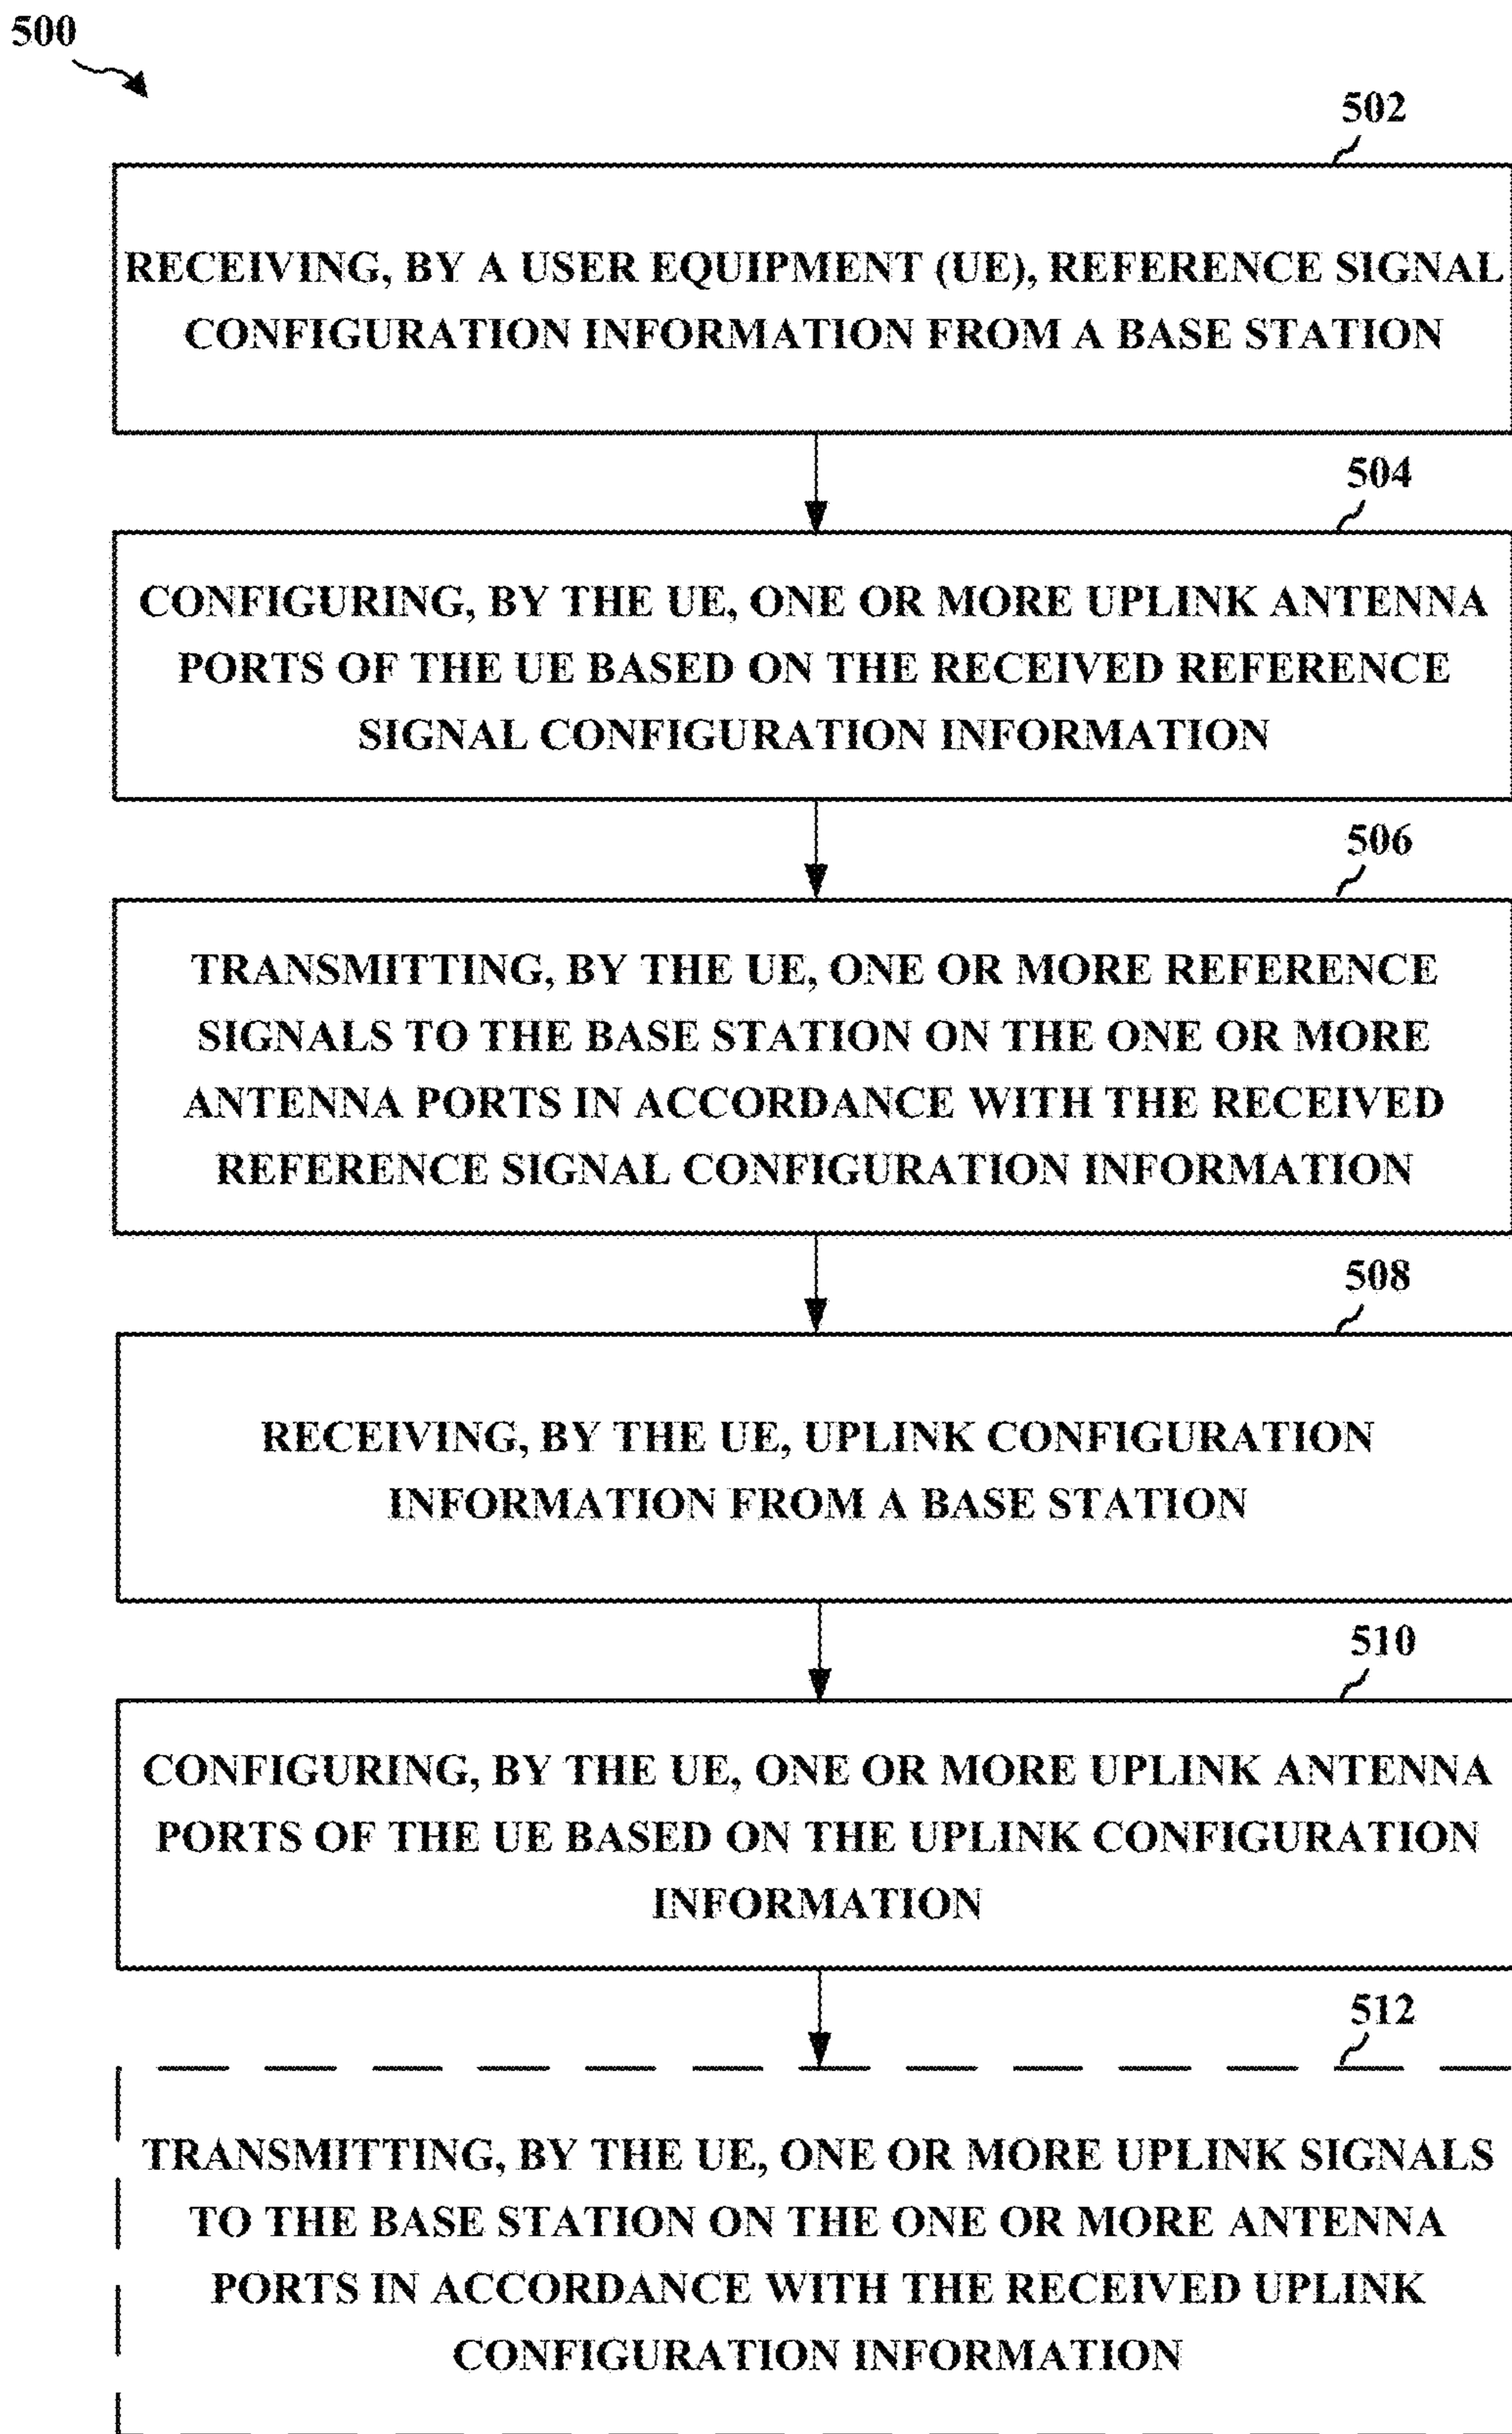 500
502
RECEIVING, BY A USER EQUIPMENT (UE), REFERENCE SIGNAL
CONFIGURATION INFORMATION FROM A BASE STATION
504
CONFIGURING, BY THE UE, ONE OR MORE UPLINK ANTENNA
PORTS OF THE UE BASED ON THE RECEIVED REFERENCE
SIGNAL CONFIGURATION INFORMATION
506
TRANSMITTING, BY THE UE, ONE OR MORE REFERENCE
SIGNALS TO THE BASE STATION ON THE ONE OR MORE
ANTENNA PORTS IN ACCORDANCE WITH THE RECEIVED
REFERENCE SIGNAL CONFIGURATION INFORMATION
508
RECEIVING, BY THE UE, UPLINK CONFIGURATION
INFORMATION FROM A BASE STATION
510
CONFIGURING, BY THE UE, ONE OR MORE UPLINK ANTENNA
PORTS OF THE UE BASED ON THE UPLINK CONFIGURATION
INFORMATION
512
TRANSMITTING, BY THE UE, ONE OR MORE UPLINK SIGNALS
TO THE BASE STATION ON THE ONE OR MORE ANTENNA
PORTS IN ACCORDANCE WITH THE RECEIVED UPLINK
CONFIGURATION INFORMATION